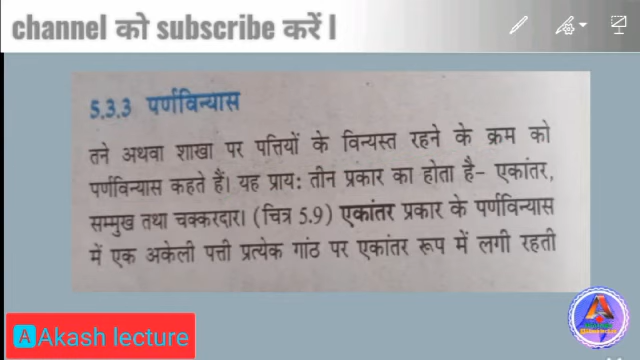 channel को subscribe करें l
5.3.3 पर्णविन्यास
तने अथवा शाखा पर पत्तियों के विन्यस्त रहने के क्रम को
पर्णविन्यास कहते हैं। यह प्राय: तीन प्रकार का होता है- एकांतर,
सम्मुख तथा चक्करदार। (चित्र 5.9) एकांतर प्रकार के पर्णविन्यास
में एक अकेली पत्ती प्रत्येक गांठ पर एकांतर रूप में लगी रहती
A Akash lecture